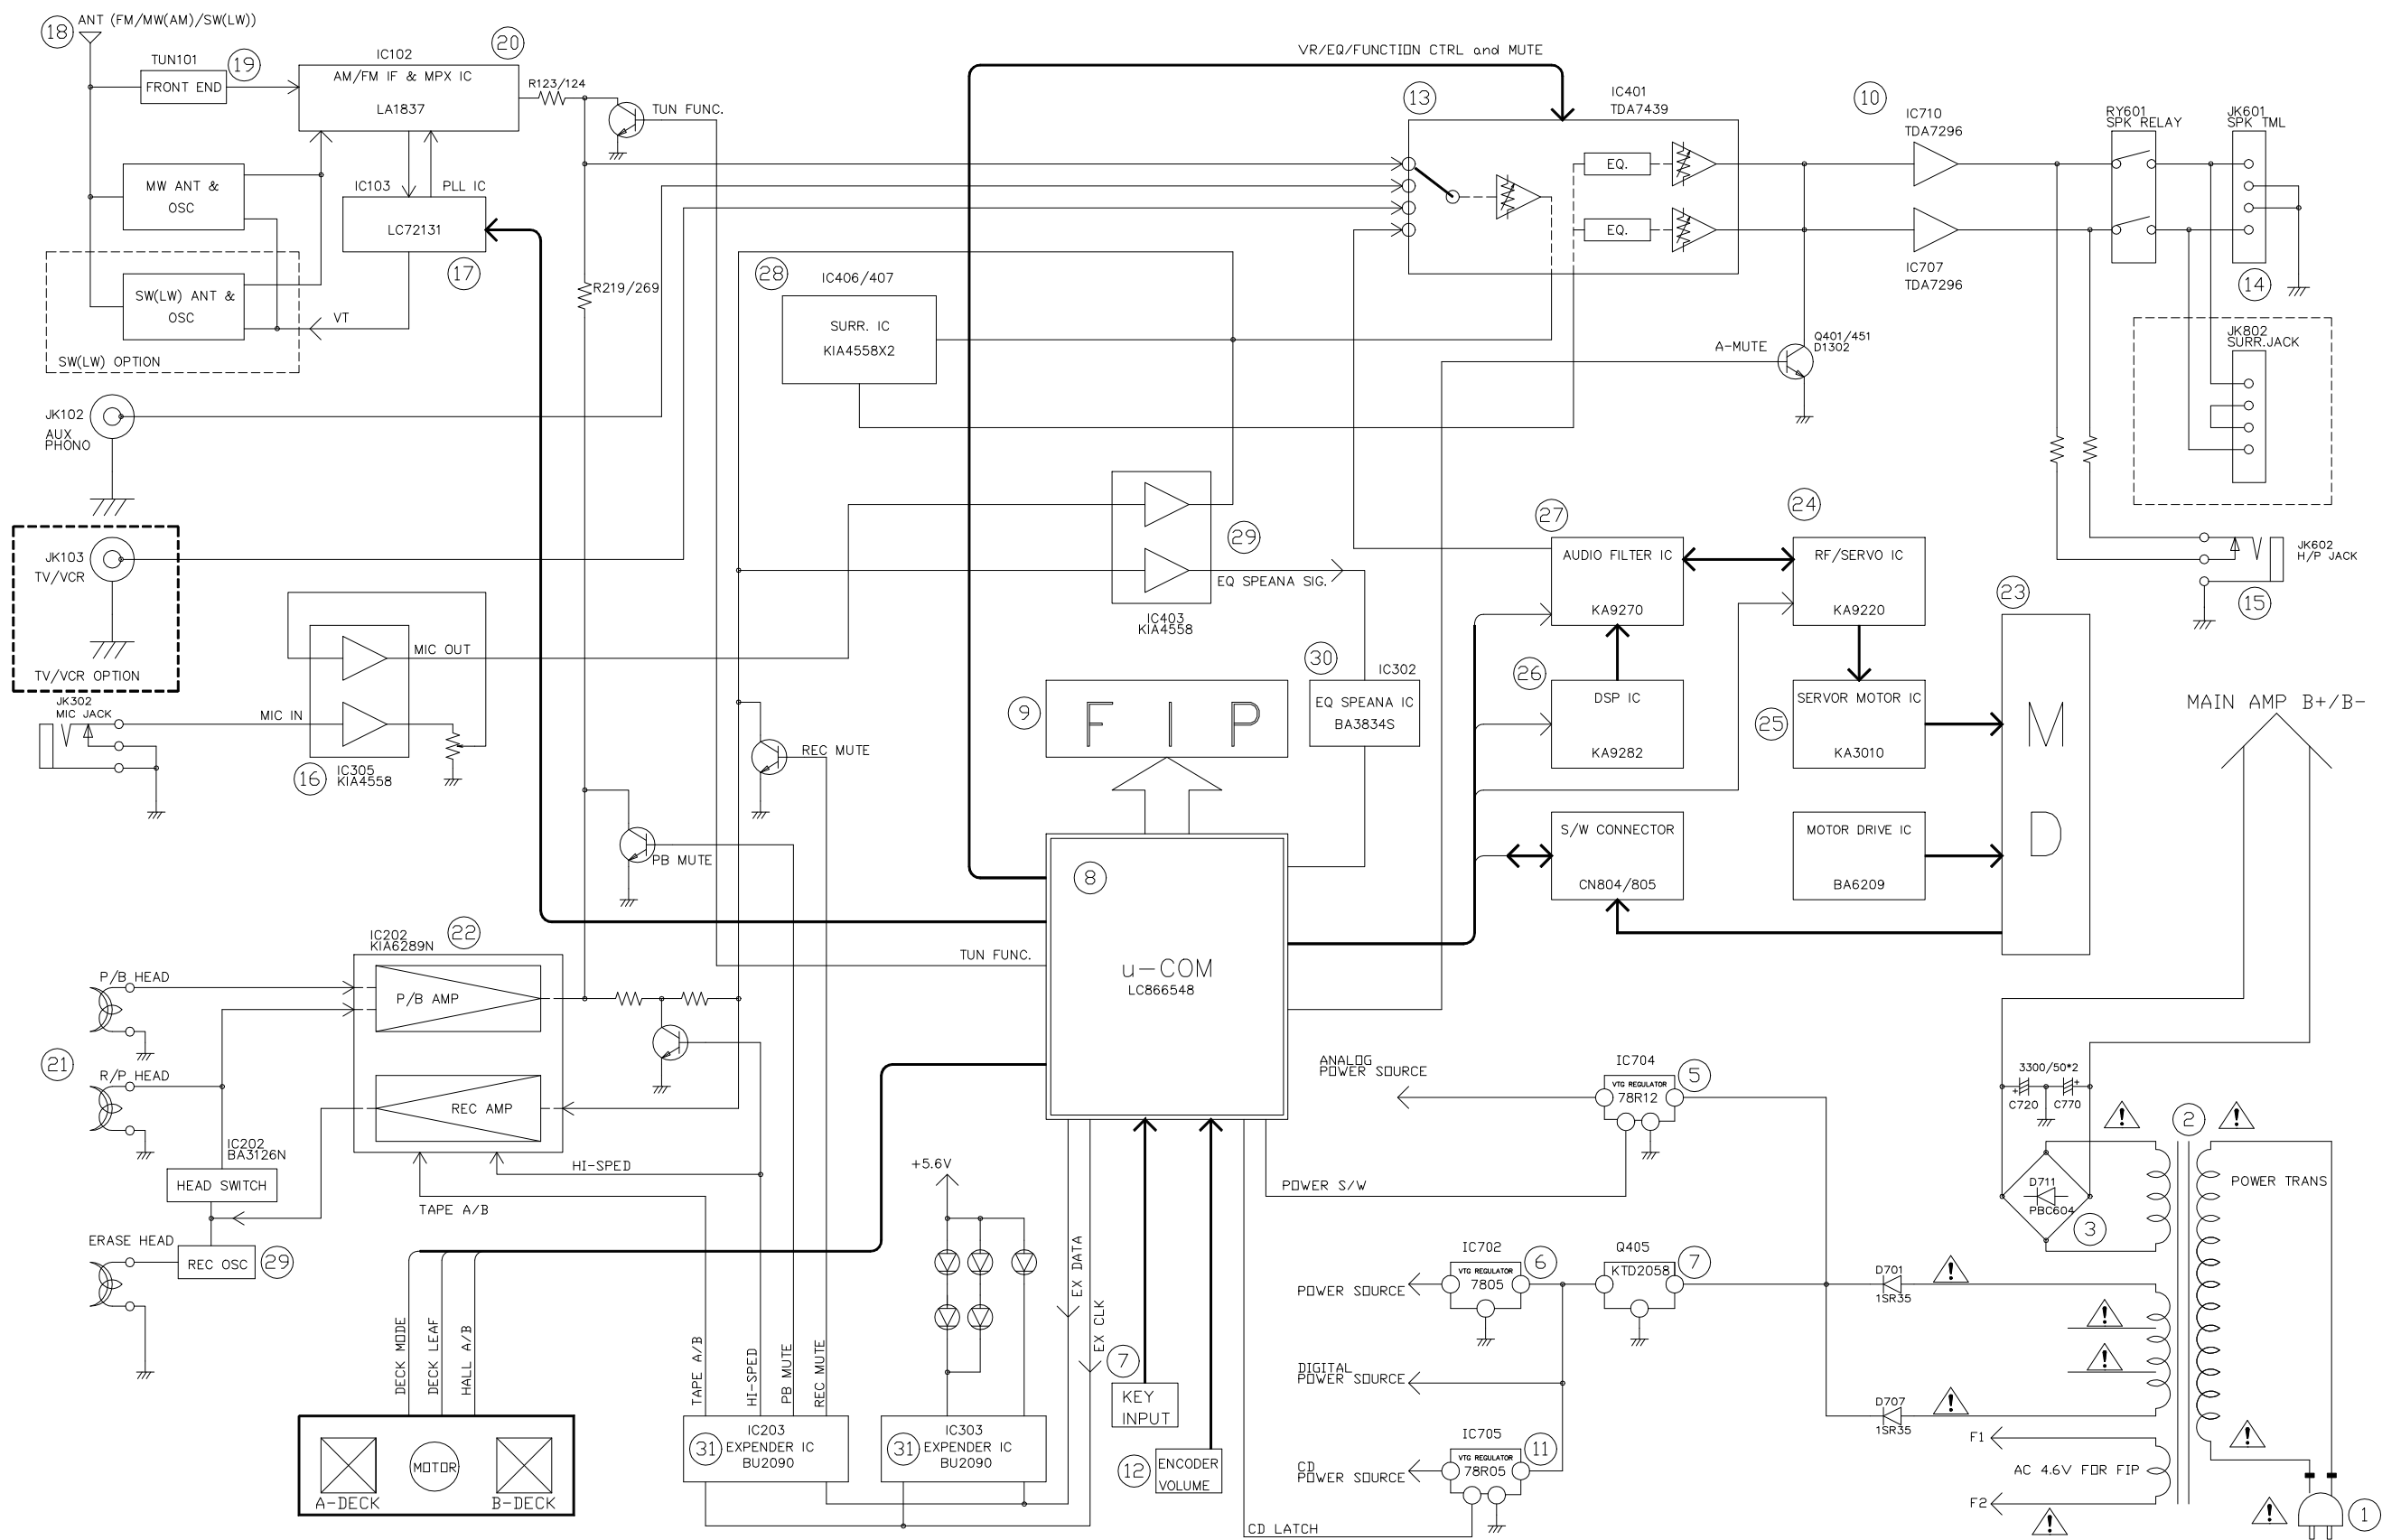 18 ANT (FM/MW(AM)/SW(LW))
TUN101 19
FRONT END
IC102 20
AM/FM IF & MPX IC
LA1837
R123/124
TUN FUNC.
MW ANT &
OSC
IC103 PLL IC
LC72131
17
SW(LW) ANT &
OSC
VT
SW(LW) OPTION
R219/269
JK102
AUX
PHONO
JK103
TV/VCR
TV/VCR OPTION
JK302
MIC JACK
MIC IN
MIC OUT
16 IC305
KIA4558
28 IC406/407
SURR. IC
KIA4558X2
VR/EQ/FUNCTION CTRL and MUTE
13
IC401
TDA7439
EQ.
EQ.
10
IC710
TDA7296
IC707
TDA7296
RY601
SPK RELAY
JK601
SPK TML
14
JK802
SURR.JACK
A-MUTE
Q401/451
D1302
JK602
H/P JACK
15
29
EQ SPEANA SIG.
IC403
KIA4558
30 IC302
EQ SPEANA IC
BA3834S
9
F I P
27
AUDIO FILTER IC
KA9270
24
RF/SERVO IC
KA9220
26
DSP IC
KA9282
25
SERVOR MOTOR IC
KA3010
S/W CONNECTOR
CN804/805
MOTOR DRIVE IC
BA6209
23
M
D
MAIN AMP B+/B-
REC MUTE
PB MUTE
8
u-COM
LC866548
TUN FUNC.
IC202
KIA6289N
22
P/B HEAD
P/B AMP
21
R/P HEAD
REC AMP
IC202
BA3126N
HEAD SWITCH
HI-SPED
TAPE A/B
ERASE HEAD
REC OSC 29
DECK MODE
DECK LEAF
HALL A/B
A-DECK
MOTOR
B-DECK
TAPE A/B
HI-SPED
PB MUTE
REC MUTE
31
IC203
EXPENDER IC
BU2090
+5.6V
31
IC303
EXPENDER IC
BU2090
EX DATA
EX CLK
7
KEY
INPUT
12
ENCODER
VOLUME
ANALOG
POWER SOURCE
IC704
VTG REGULATOR
78R12
5
POWER S/W
POWER SOURCE
IC702
VTG REGULATOR
7805
6
Q405
KTD2058
7
DIGITAL
POWER SOURCE
CD
POWER SOURCE
IC705
VTG REGULATOR
78R05
11
CD LATCH
3300/50*2
+ +
C720 C770
D711
PBC604
3
2
POWER TRANS
D701
1SR35
D707
1SR35
F1
AC 4.6V FOR FIP
F2
1
! ! ! ! ! ! ! ! !